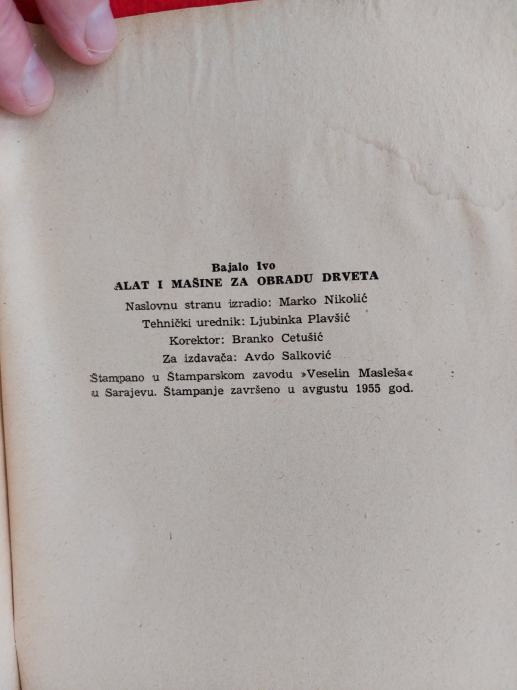 Bajalo Ivo
ALAT I MAŠINE ZA OBRADU DRVETA
Naslovnu stranu izradio: Marko Nikolić
Tehnički urednik: Ljubinka Plavšić
Korektor: Branko Cetušić
Za izdavača: Avdo Salković
Štampano u Štamparskom zavodu »Veselin Masleša«
u Sarajevu. Štampanje završeno u avgustu 1955 god.